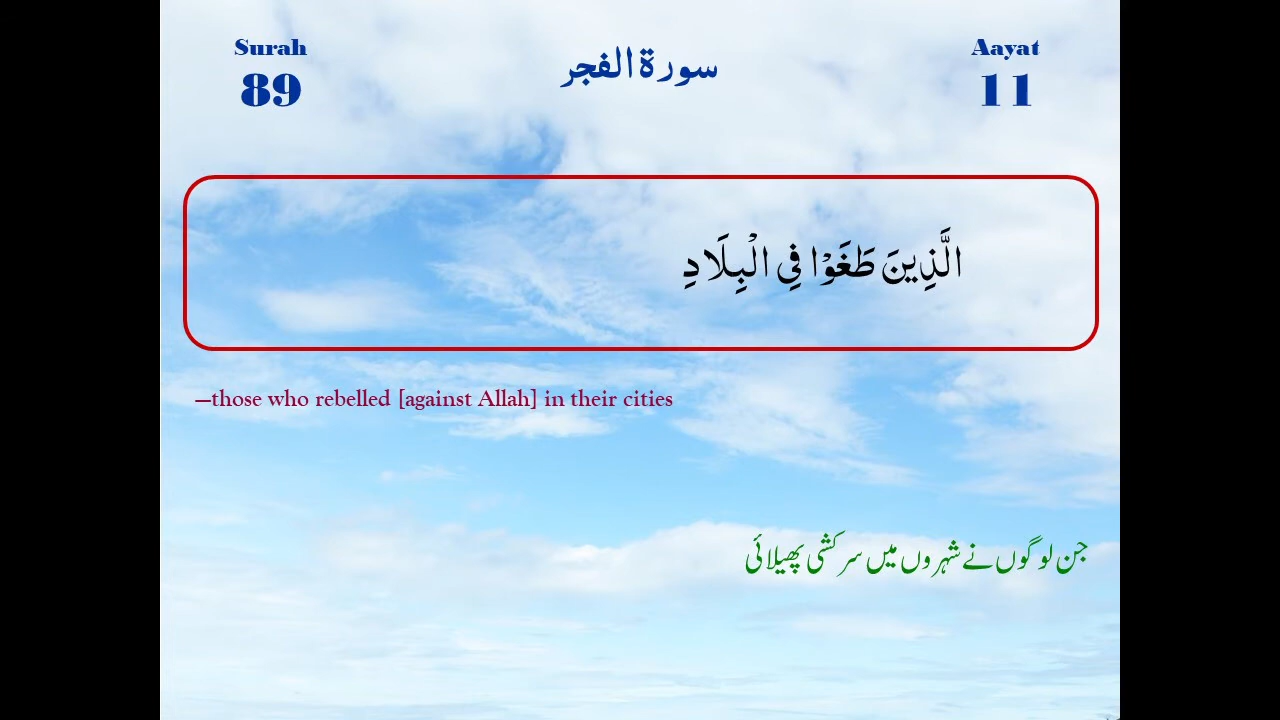 Surah
89
سورة الفجر
Aayat
11
الَّذِينَ طَغَوْا فِي الْبِلَادِ
—those who rebelled [against Allah] in their cities
جن لوگوں نے شہروں میں سرکشی پھیلائی